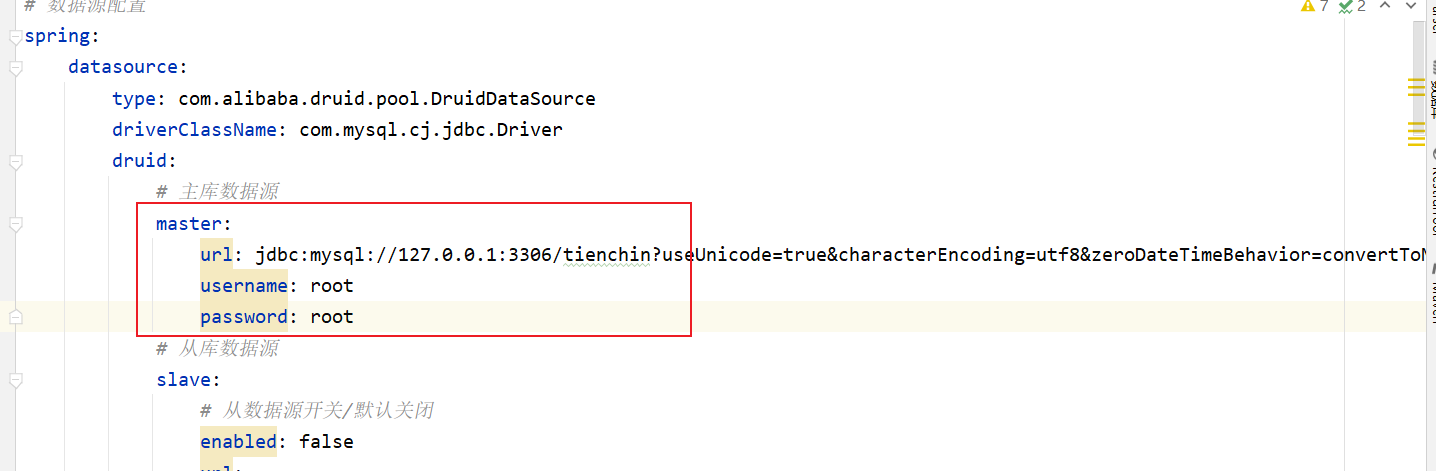 # 数据源配置
7 2
spring:
datasource:
type: com.alibaba.druid.pool.DruidDataSource
driverClassName: com.mysql.cj.jdbc.Driver
druid:
# 主库数据源
master:
url: jdbc:mysql://127.0.0.1:3306/tienchin?useUnicode=true&characterEncoding=utf8&zeroDateTimeBehavior=convertToN
username: root
password: root
# 从库数据源
slave:
# 从数据源开关/默认关闭
enabled: false
url:
Maven